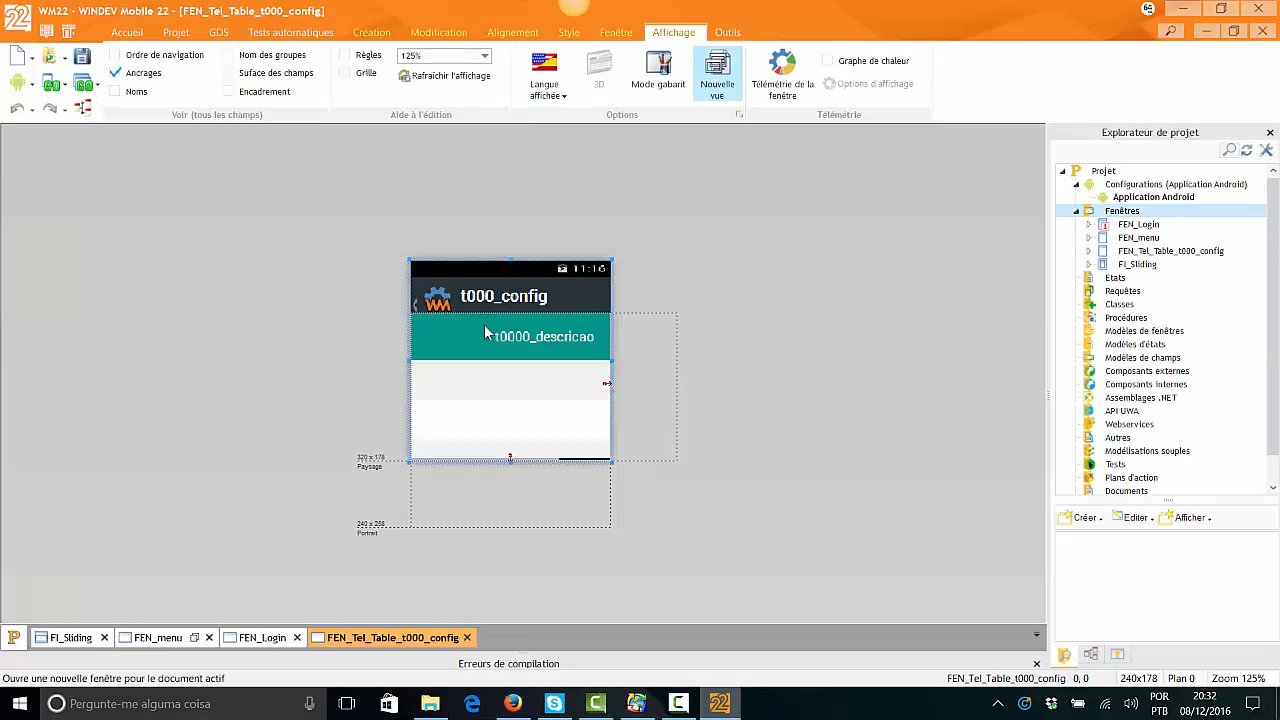 WM22 - WINDEV Mobile 22 - [FEN_Tel_Table_t000_config]
64
Accueil Projet GDS Tests automatiques Création Modification Alignement Style Fenêtre Affichage Outils
Ordre de navigation Nom des groupes Règles 125% Graphe de chaleur
Ancrages Surface des champs Grille Rafraîchir l'affichage Langue affichée 3D Mode gabarit Nouvelle vue Télémétrie de la fenêtre Options d'affichage
Noms Encadrement
Voir (tous les champs) Aide à l'édition Options Télémétrie
Explorateur de projet
Projet
Configurations (Application Android)
Application Android
Fenêtres
FEN_Login
FEN_menu
FEN_Tel_Table_t000_config
FI_Sliding
Etats
Requêtes
Classes
Procédures
Modèles de fenêtres
Modèles d'états
Modèles de champs
Composants externes
Composants internes
Assemblages .NET
API UWA
Webservices
Autres
Modélisations souples
Tests
Plans d'action
Documents
Créer Editer Afficher
11:16
t000_config
t0000_descricao
320 x 178
Paysage
240 x 258
Portrait
FI_Sliding FEN_menu FEN_Login FEN_Tel_Table_t000_config
Erreurs de compilation
Ouvre une nouvelle fenêtre pour le document actif FEN_Tel_Table_t000_config 0, 0 240x178 Plan 0 Zoom 125%
Pergunte-me alguma coisa
POR 20:32
PTB 08/12/2016